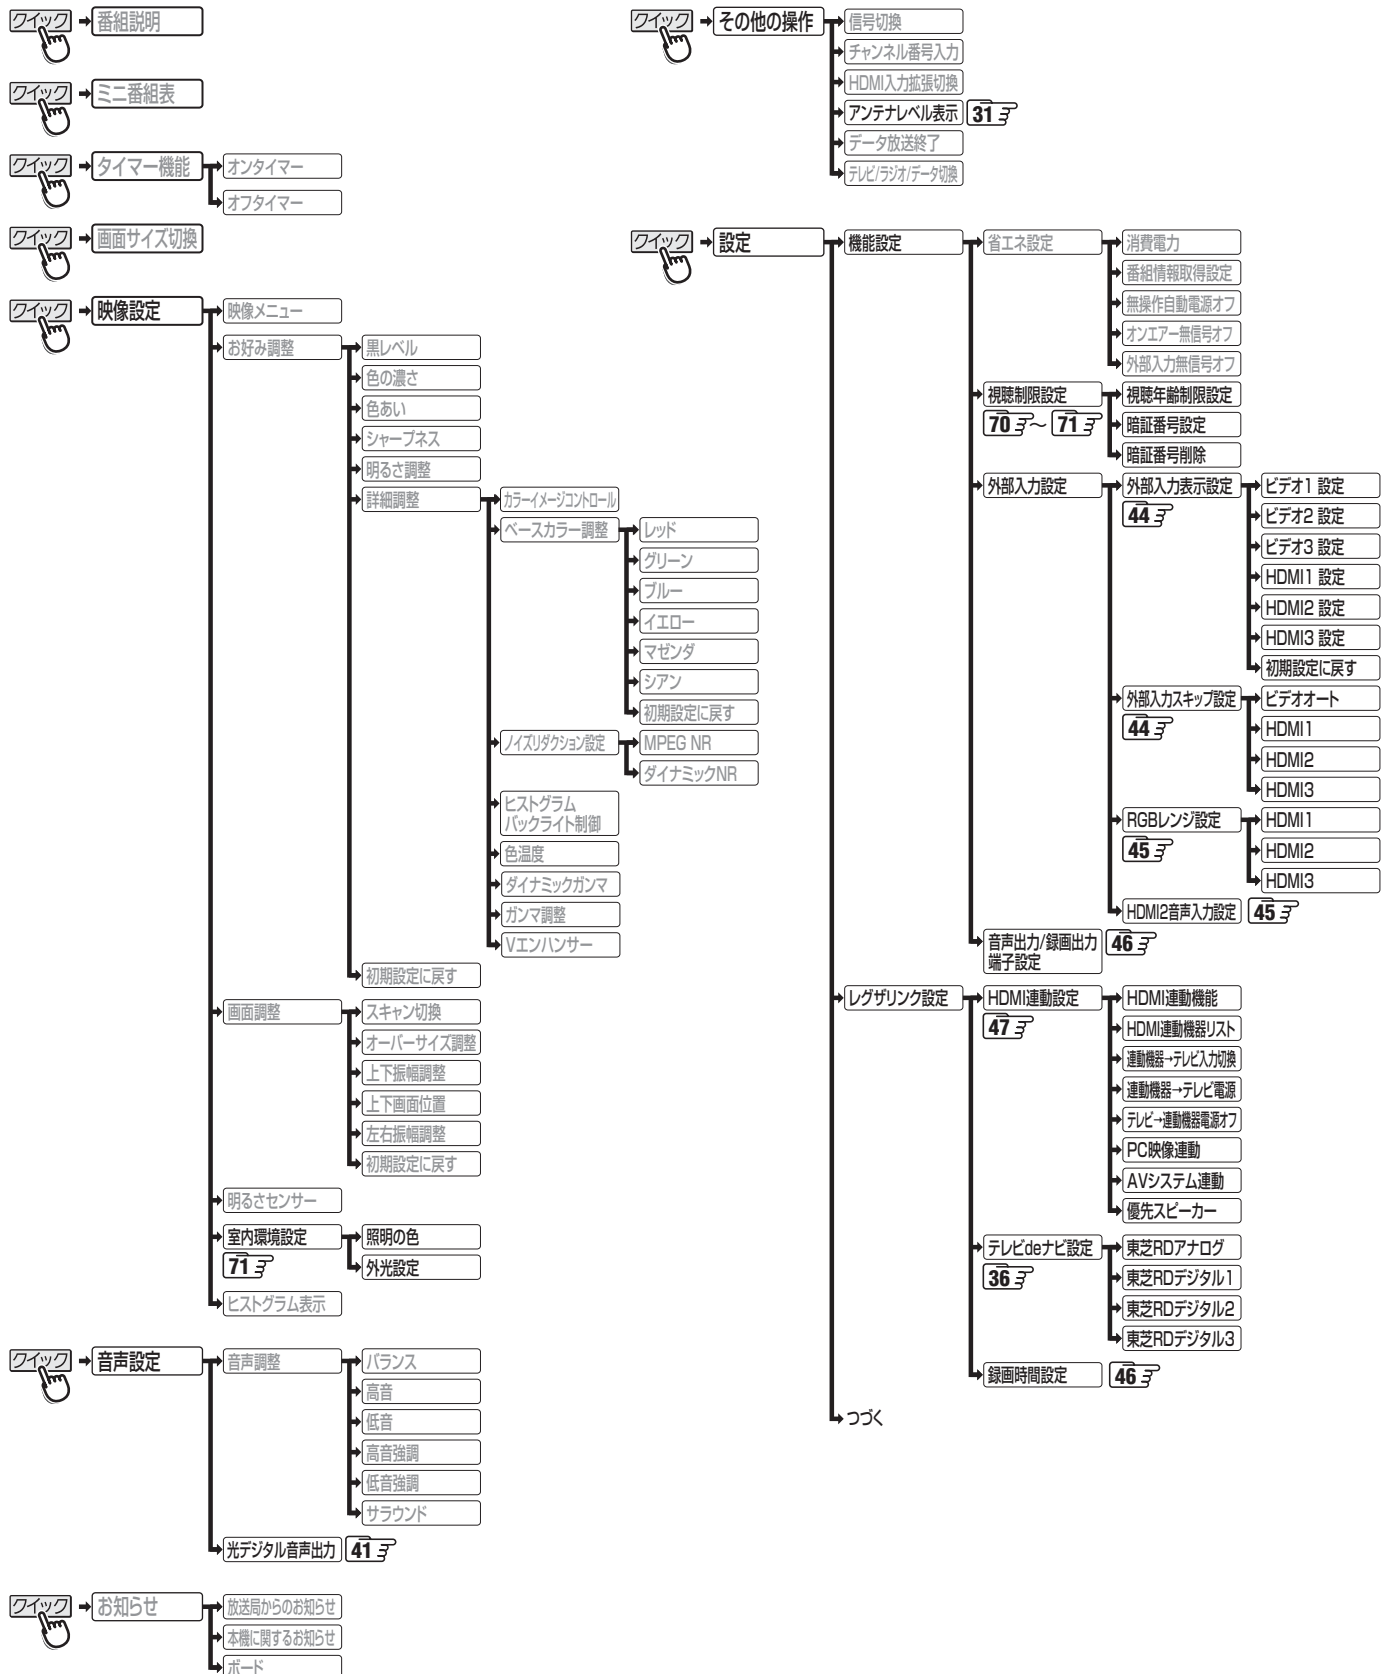 クイック
番組説明
クイック
ミニ番組表
クイック
タイマー機能
オンタイマー
オフタイマー
クイック
画面サイズ切換
クイック
映像設定
映像メニュー
お好み調整
黒レベル
色の濃さ
色あい
シャープネス
明るさ調整
詳細調整
カラーイメージコントロール
ベースカラー調整
レッド
グリーン
ブルー
イエロー
マゼンダ
シアン
初期設定に戻す
ノイズリダクション設定
MPEG NR
ダイナミックNR
ヒストグラム
バックライト制御
色温度
ダイナミックガンマ
ガンマ調整
Vエンハンサー
初期設定に戻す
画面調整
スキャン切換
オーバーサイズ調整
上下振幅調整
上下画面位置
左右振幅調整
初期設定に戻す
明るさセンサー
室内環境設定
71
照明の色
外光設定
ヒストグラム表示
クイック
音声設定
音声調整
バランス
高音
低音
高音強調
低音強調
サラウンド
光デジタル音声出力 41
クイック
お知らせ
放送局からのお知らせ
本機に関するお知らせ
ボード
クイック
その他の操作
信号切換
チャンネル番号入力
HDMI入力拡張切換
アンテナレベル表示 31
データ放送終了
テレビ/ラジオ/データ切換
クイック
設定
機能設定
省エネ設定
消費電力
番組情報取得設定
無操作自動電源オフ
オンエアー無信号オフ
外部入力無信号オフ
視聴制限設定
70 ～ 71
視聴年齢制限設定
暗証番号設定
暗証番号削除
外部入力設定
外部入力表示設定
44
ビデオ1 設定
ビデオ2 設定
ビデオ3 設定
HDMI1 設定
HDMI2 設定
HDMI3 設定
初期設定に戻す
外部入力スキップ設定
44
ビデオオート
HDMI1
HDMI2
HDMI3
RGBレンジ設定
45
HDMI1
HDMI2
HDMI3
HDMI2音声入力設定 45
音声出力/録画出力
端子設定
46
レグザリンク設定
HDMI連動設定
47
HDMI連動機能
HDMI連動機器リスト
連動機器→テレビ入力切換
連動機器→テレビ電源
テレビ→連動機器電源オフ
PC映像連動
AVシステム連動
優先スピーカー
テレビdeナビ設定
36
東芝RDアナログ
東芝RDデジタル1
東芝RDデジタル2
東芝RDデジタル3
録画時間設定 46
つづく